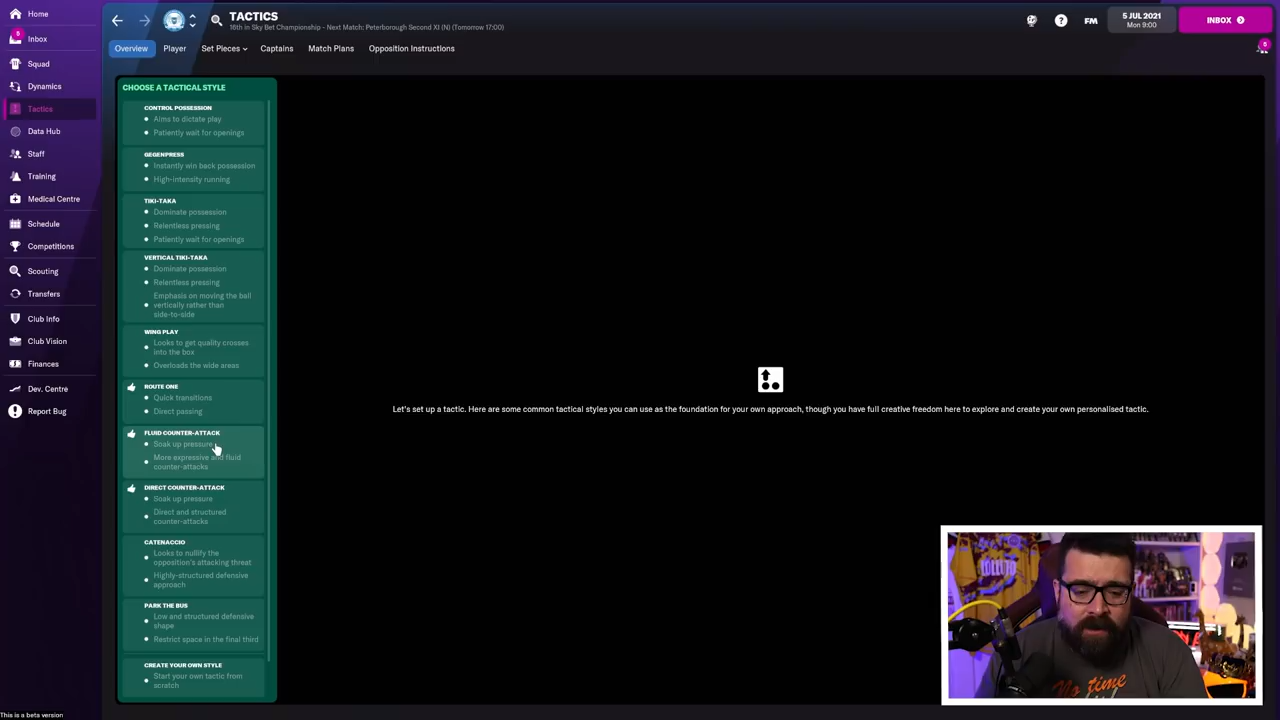 Home
TACTICS
16th in Sky Bet Championship - Next Match: Peterborough Second XI (N) (Tomorrow 17:00)
FM
5 JUL 2021
Mon 9:00
INBOX
5
Inbox
Overview
Player
Set Pieces
Captains
Match Plans
Opposition Instructions
6
Squad
Dynamics
Tactics
Data Hub
Staff
Training
Medical Centre
Schedule
Competitions
Scouting
Transfers
Club Info
Club Vision
Finances
Dev. Centre
Report Bug
CHOOSE A TACTICAL STYLE
CONTROL POSSESSION
Aims to dictate play
Patiently wait for openings
GEGENPRESS
Instantly win back possession
High-intensity running
TIKI-TAKA
Dominate possession
Relentless pressing
Patiently wait for openings
VERTICAL TIKI-TAKA
Dominate possession
Relentless pressing
Emphasis on moving the ball
vertically rather than
side-to-side
WING PLAY
Looks to get quality crosses
into the box
Overloads the wide areas
ROUTE ONE
Quick transitions
Direct passing
FLUID COUNTER-ATTACK
Soak up pressure
More expressive and fluid
counter-attacks
DIRECT COUNTER-ATTACK
Soak up pressure
Direct and structured
counter-attacks
CATENACCIO
Looks to nullify the
opposition's attacking threat
Highly-structured defensive
approach
PARK THE BUS
Low and structured defensive
shape
Restrict space in the final third
CREATE YOUR OWN STYLE
Start your own tactic from
scratch
Let's set up a tactic. Here are some common tactical styles you can use as the foundation for your own approach, though you have full creative freedom here to explore and create your own personalised tactic.
No time
This is a beta version